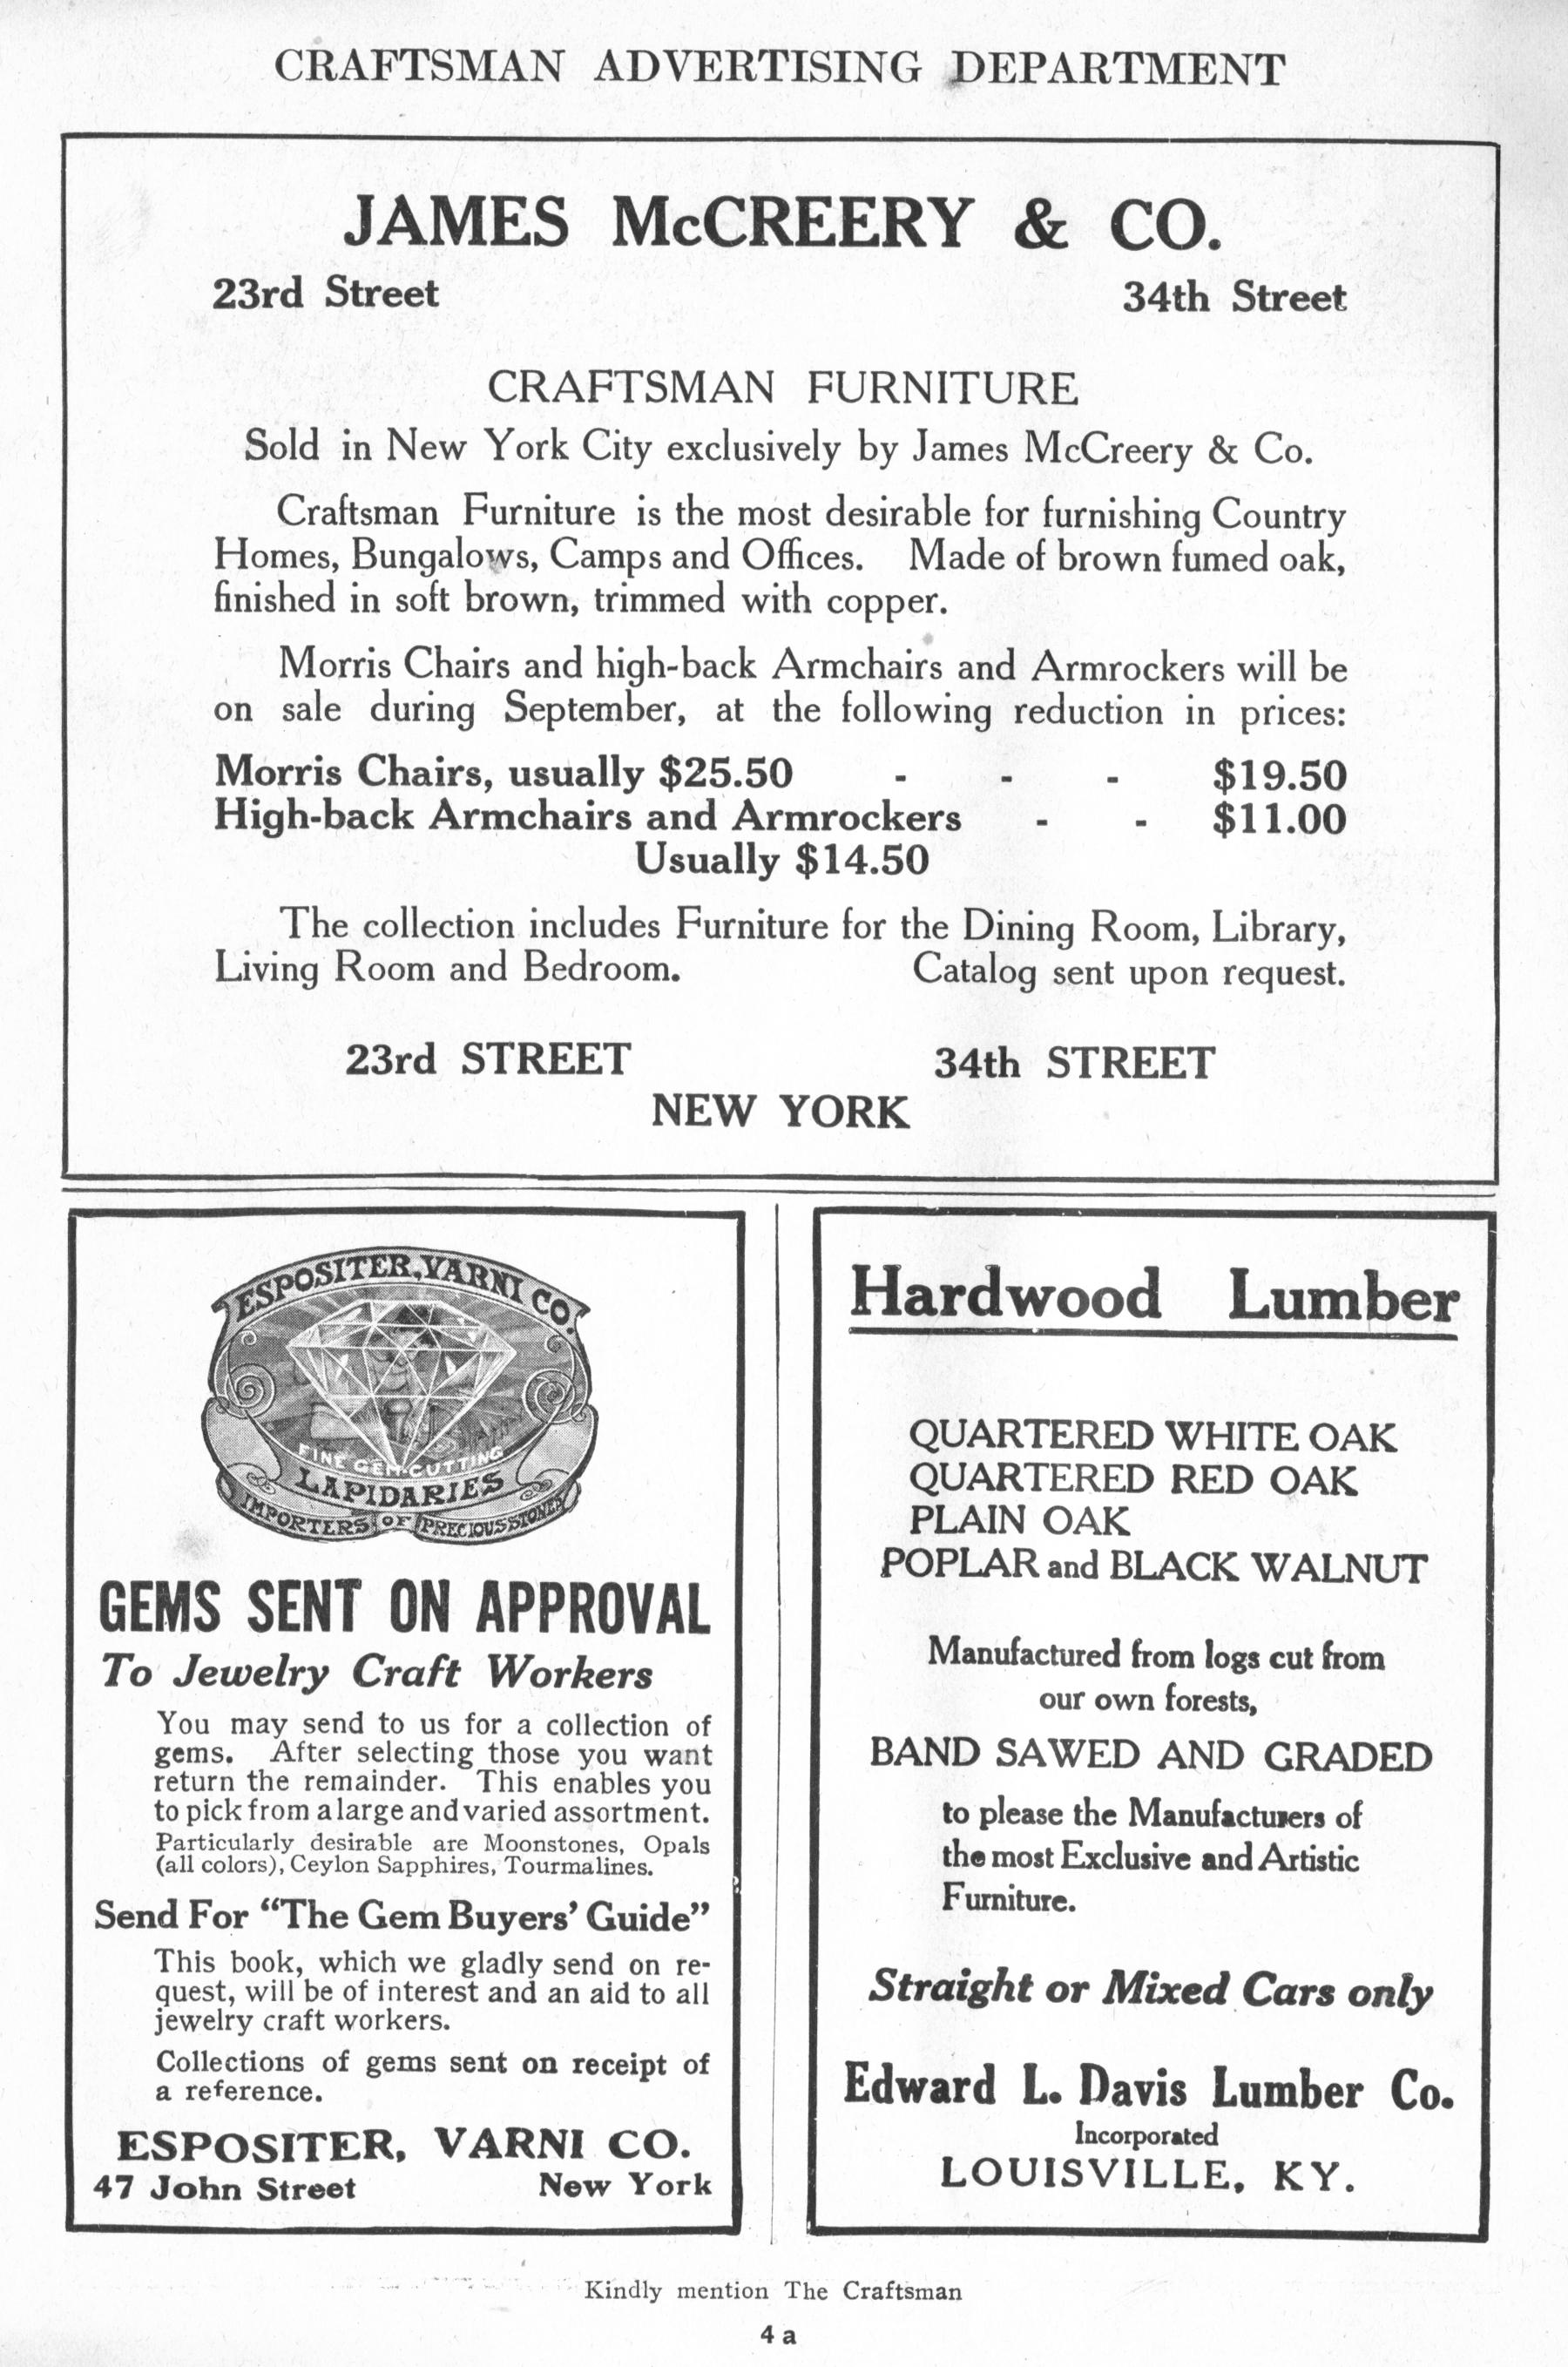 CRAFTSMAN ADVERTISING DEPARTMENT
JAMES McCREERY & CO.
23rd Street 34th Street
CRAFTSMAN FURNITURE
Sold in New York City exclusively by James McCreery & Co.
Craftsman Furniture is the most desirable for furnishing Country
Homes, Bungalows, Camps and Offices. Made of brown fumed oak,
finished in soft brown, trimmed with copper.
Morris Chairs and high-back Armchairs and Armrockers will be
on sale during September, at the following reduction in prices:
Morris Chairs, usually $25.50 - - - $19.50
High-back Armchairs and Armrockers - - $11.00
Usually $14.50
The collection includes Furniture for the Dining Room, Library,
Living Room and Bedroom. Catalog sent upon request.
23rd STREET 34th STREET
NEW YORK
ESPOSITER, VARNI CO.
FINE GEM-CUTTING
LAPIDARIES
IMPORTERS OF PRECIOUS STONES
GEMS SENT ON APPROVAL
To Jewelry Craft Workers
You may send to us for a collection of
gems. After selecting those you want
return the remainder. This enables you
to pick from a large and varied assortment.
Particularly desirable are Moonstones, Opals
(all colors), Ceylon Sapphires, Tourmalines.
Send For "The Gem Buyers' Guide"
This book, which we gladly send on re-
quest, will be of interest and an aid to all
jewelry craft workers.
Collections of gems sent on receipt of
a reference.
ESPOSITER, VARNI CO.
47 John Street New York
Hardwood Lumber
QUARTERED WHITE OAK
QUARTERED RED OAK
PLAIN OAK
POPLAR and BLACK WALNUT
Manufactured from logs cut from
our own forests,
BAND SAWED AND GRADED
to please the Manufacturers of
the most Exclusive and Artistic
Furniture.
Straight or Mixed Cars only
Edward L. Davis Lumber Co.
Incorporated
LOUISVILLE, KY.
Kindly mention The Craftsman
4 a